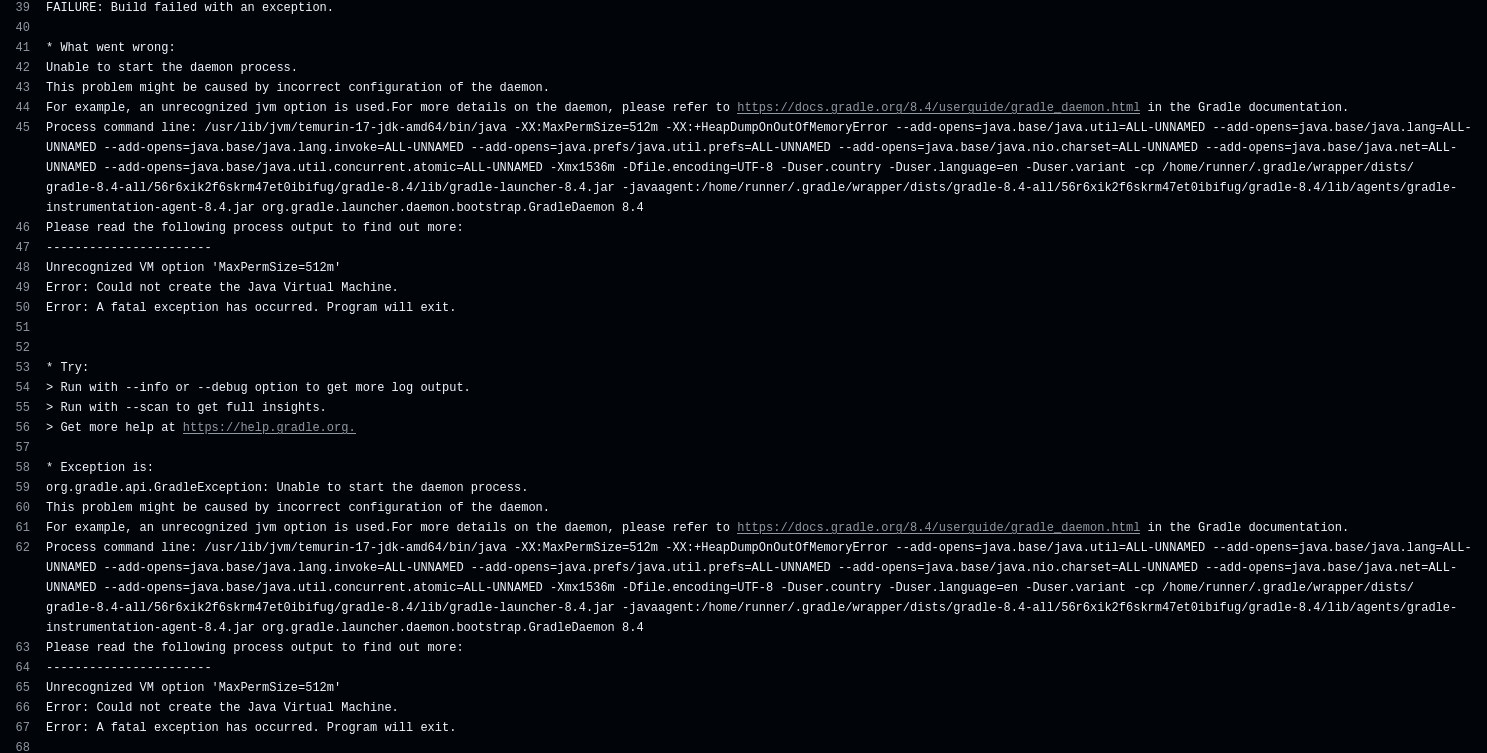 39 FAILURE: Build failed with an exception.
40
41 * What went wrong:
42 Unable to start the daemon process.
43 This problem might be caused by incorrect configuration of the daemon.
44 For example, an unrecognized jvm option is used.For more details on the daemon, please refer to https://docs.gradle.org/8.4/userguide/gradle_daemon.html in the Gradle documentation.
45 Process command line: /usr/lib/jvm/temurin-17-jdk-amd64/bin/java -XX:MaxPermSize=512m -XX:+HeapDumpOnOutOfMemoryError --add-opens=java.base/java.util=ALL-UNNAMED --add-opens=java.base/java.lang=ALL-
UNNAMED --add-opens=java.base/java.lang.invoke=ALL-UNNAMED --add-opens=java.prefs/java.util.prefs=ALL-UNNAMED --add-opens=java.base/java.nio.charset=ALL-UNNAMED --add-opens=java.base/java.net=ALL-
UNNAMED --add-opens=java.base/java.util.concurrent.atomic=ALL-UNNAMED -Xmx1536m -Dfile.encoding=UTF-8 -Duser.country -Duser.language=en -Duser.variant -cp /home/runner/.gradle/wrapper/dists/
gradle-8.4-all/56r6xik2f6skrm47et0ibifug/gradle-8.4/lib/gradle-launcher-8.4.jar -javaagent:/home/runner/.gradle/wrapper/dists/gradle-8.4-all/56r6xik2f6skrm47et0ibifug/gradle-8.4/lib/agents/gradle-
instrumentation-agent-8.4.jar org.gradle.launcher.daemon.bootstrap.GradleDaemon 8.4
46 Please read the following process output to find out more:
47 -----------------------
48 Unrecognized VM option 'MaxPermSize=512m'
49 Error: Could not create the Java Virtual Machine.
50 Error: A fatal exception has occurred. Program will exit.
51
52
53 * Try:
54 > Run with --info or --debug option to get more log output.
55 > Run with --scan to get full insights.
56 > Get more help at https://help.gradle.org.
57
58 * Exception is:
59 org.gradle.api.GradleException: Unable to start the daemon process.
60 This problem might be caused by incorrect configuration of the daemon.
61 For example, an unrecognized jvm option is used.For more details on the daemon, please refer to https://docs.gradle.org/8.4/userguide/gradle_daemon.html in the Gradle documentation.
62 Process command line: /usr/lib/jvm/temurin-17-jdk-amd64/bin/java -XX:MaxPermSize=512m -XX:+HeapDumpOnOutOfMemoryError --add-opens=java.base/java.util=ALL-UNNAMED --add-opens=java.base/java.lang=ALL-
UNNAMED --add-opens=java.base/java.lang.invoke=ALL-UNNAMED --add-opens=java.prefs/java.util.prefs=ALL-UNNAMED --add-opens=java.base/java.nio.charset=ALL-UNNAMED --add-opens=java.base/java.net=ALL-
UNNAMED --add-opens=java.base/java.util.concurrent.atomic=ALL-UNNAMED -Xmx1536m -Dfile.encoding=UTF-8 -Duser.country -Duser.language=en -Duser.variant -cp /home/runner/.gradle/wrapper/dists/
gradle-8.4-all/56r6xik2f6skrm47et0ibifug/gradle-8.4/lib/gradle-launcher-8.4.jar -javaagent:/home/runner/.gradle/wrapper/dists/gradle-8.4-all/56r6xik2f6skrm47et0ibifug/gradle-8.4/lib/agents/gradle-
instrumentation-agent-8.4.jar org.gradle.launcher.daemon.bootstrap.GradleDaemon 8.4
63 Please read the following process output to find out more:
64 -----------------------
65 Unrecognized VM option 'MaxPermSize=512m'
66 Error: Could not create the Java Virtual Machine.
67 Error: A fatal exception has occurred. Program will exit.
68